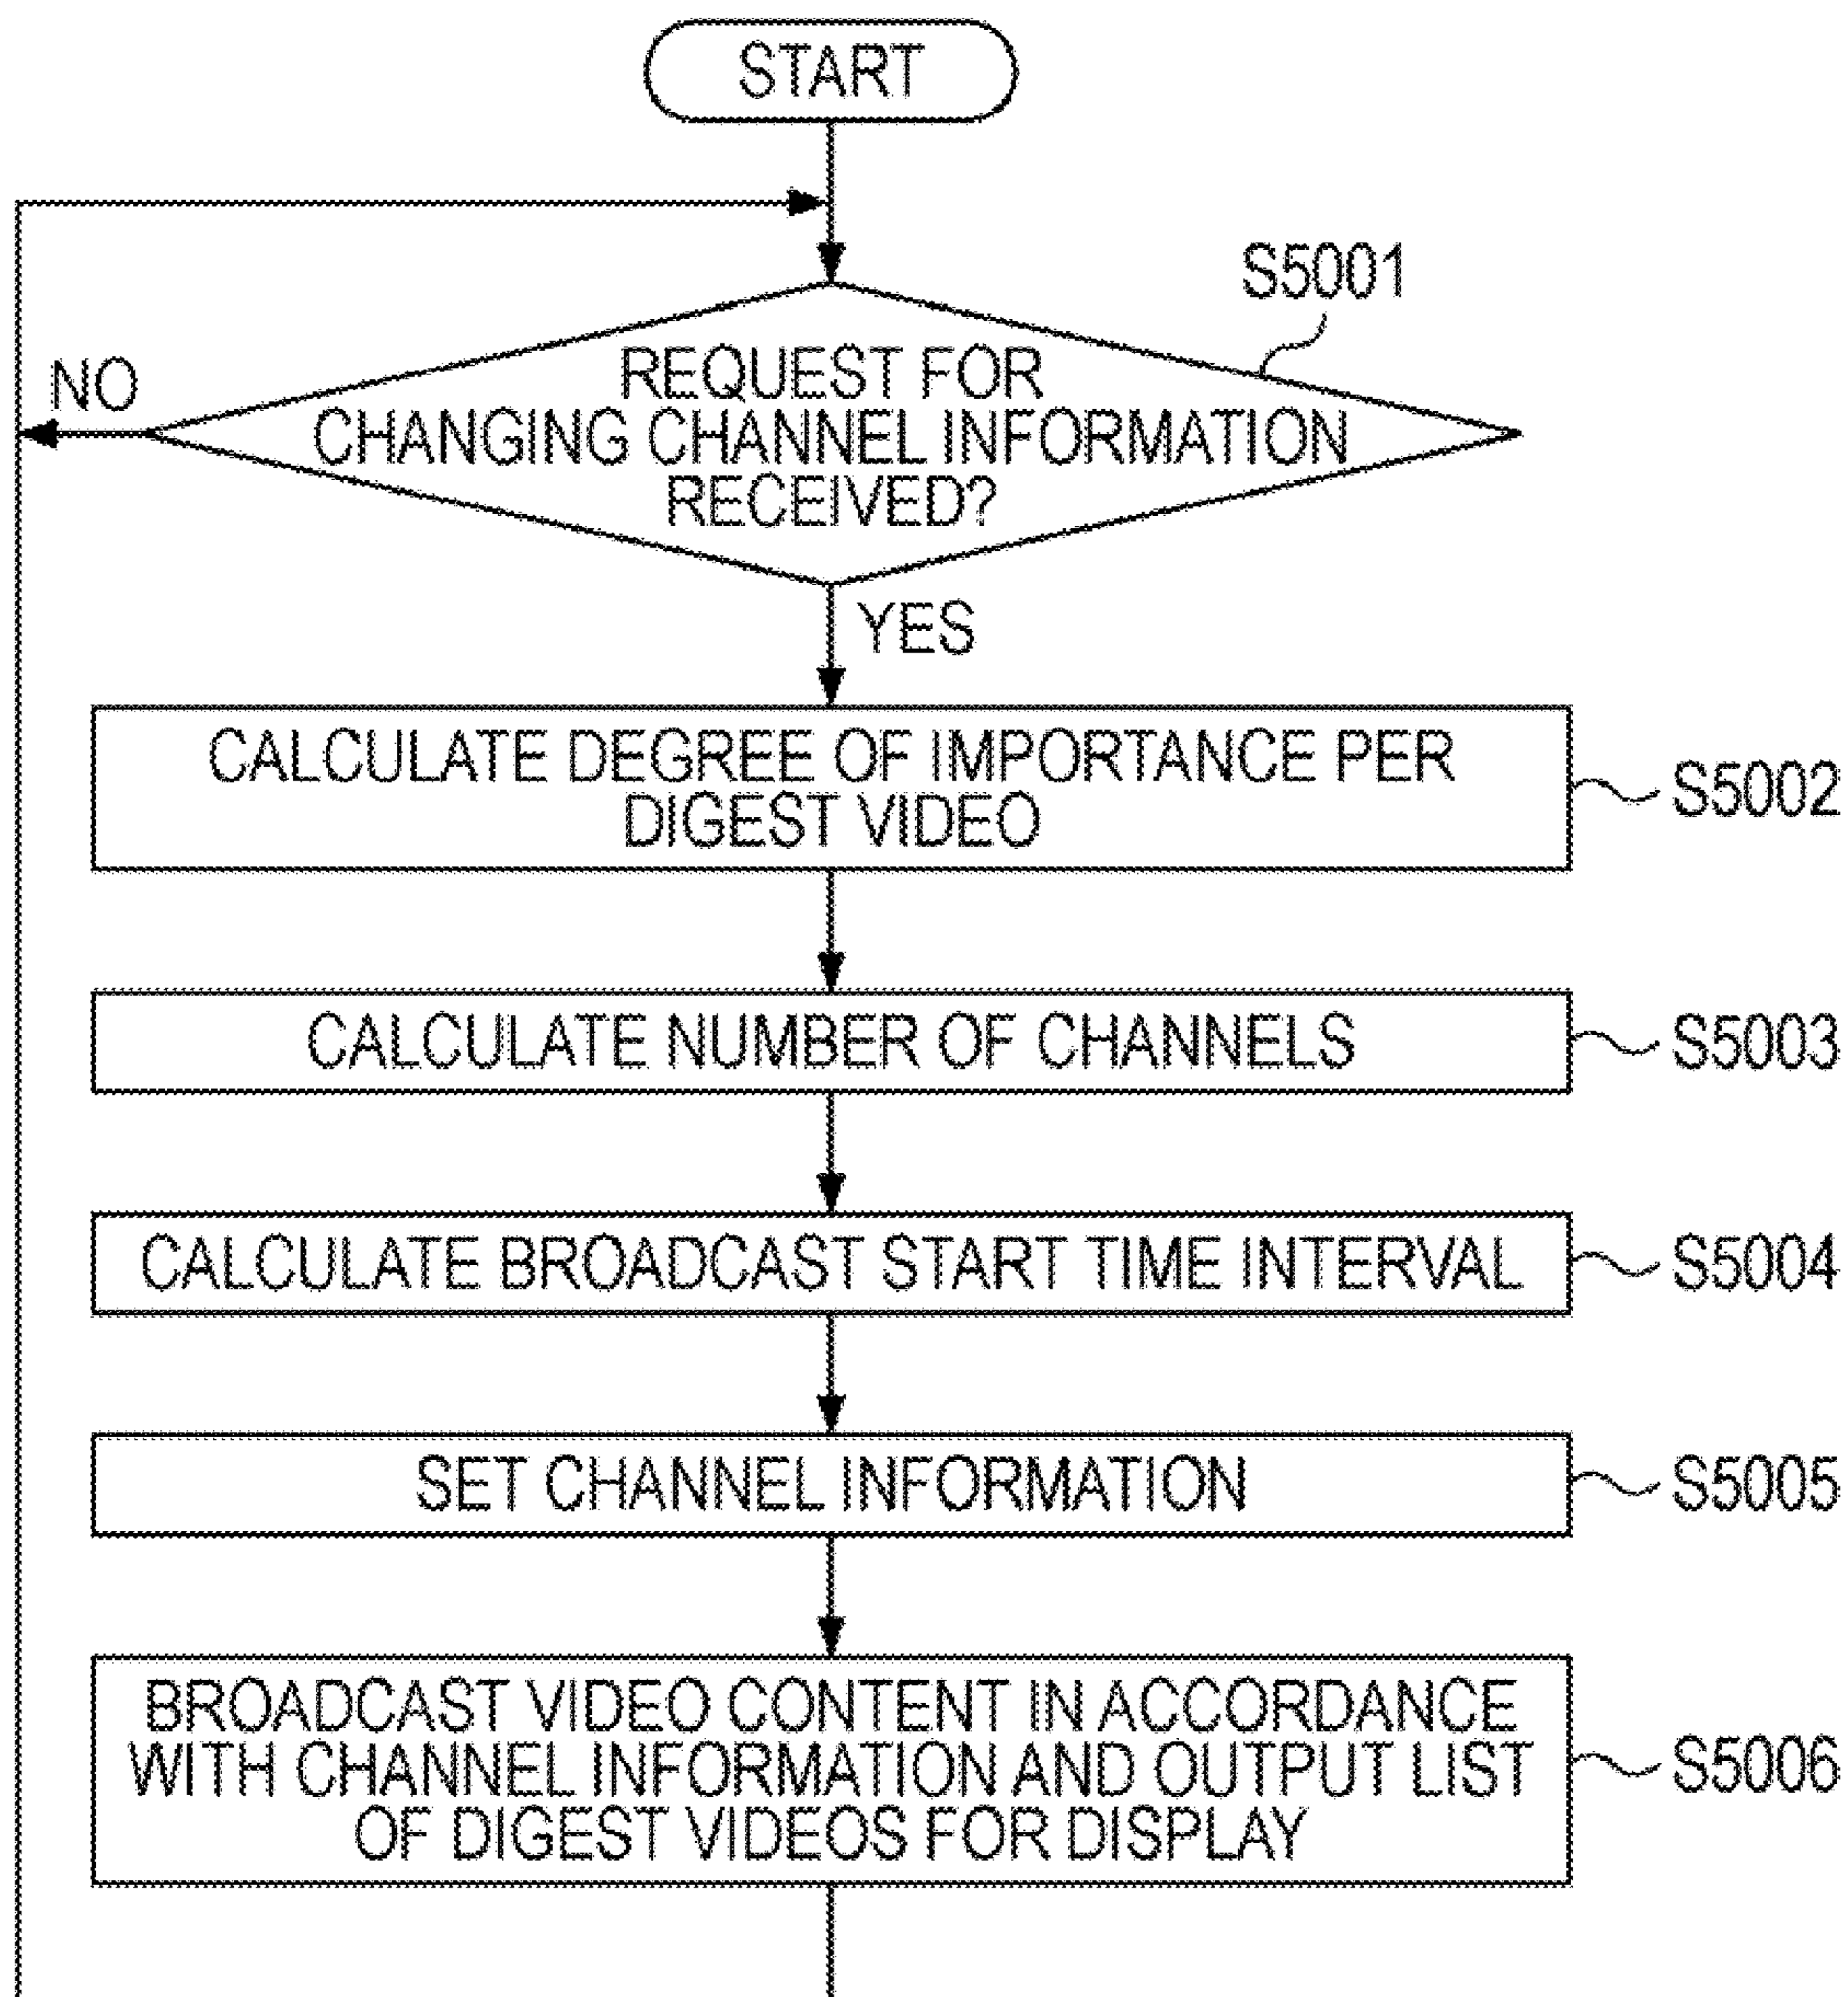 START
S5001
REQUEST FOR
CHANGING CHANNEL INFORMATION
RECEIVED?
NO
YES
CALCULATE DEGREE OF IMPORTANCE PER
DIGEST VIDEO
S5002
CALCULATE NUMBER OF CHANNELS
S5003
CALCULATE BROADCAST START TIME INTERVAL
S5004
SET CHANNEL INFORMATION
S5005
BROADCAST VIDEO CONTENT IN ACCORDANCE
WITH CHANNEL INFORMATION AND OUTPUT LIST
OF DIGEST VIDEOS FOR DISPLAY
S5006